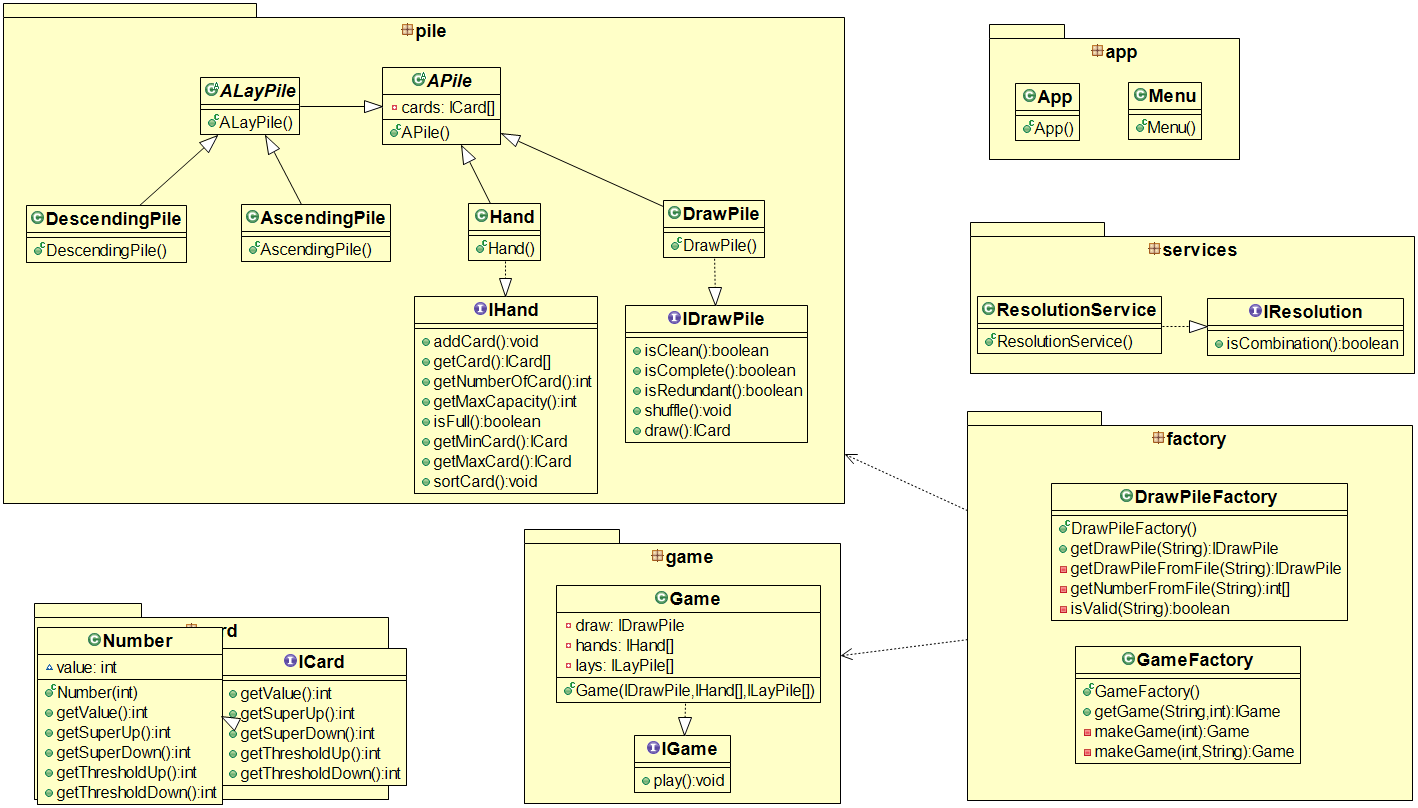 pile
ALayPile
ALayPile()
APile
cards: ICard[]
APile()
DescendingPile
DescendingPile()
AscendingPile
AscendingPile()
Hand
Hand()
DrawPile
DrawPile()
IHand
addCard():void
getCard():ICard[]
getNumberOfCard():int
getMaxCapacity():int
isFull():boolean
getMinCard():ICard
getMaxCard():ICard
sortCard():void
IDrawPile
isClean():boolean
isComplete():boolean
isRedundant():boolean
shuffle():void
draw():ICard
app
App
App()
Menu
Menu()
services
ResolutionService
ResolutionService()
IResolution
isCombination():boolean
factory
DrawPileFactory
DrawPileFactory()
getDrawPile(String):IDrawPile
getDrawPileFromFile(String):IDrawPile
getNumberFromFile(String):int[]
isValid(String):boolean
GameFactory
GameFactory()
getGame(String,int):IGame
makeGame(int):Game
makeGame(int,String):Game
game
Game
draw: IDrawPile
hands: IHand[]
lays: ILayPile[]
Game(IDrawPile,IHand[],ILayPile[])
IGame
play():void
Number
value: int
Number(int)
getValue():int
getSuperUp():int
getSuperDown():int
getThresholdUp():int
getThresholdDown():int
ICard
getValue():int
getSuperUp():int
getSuperDown():int
getThresholdUp():int
getThresholdDown():int